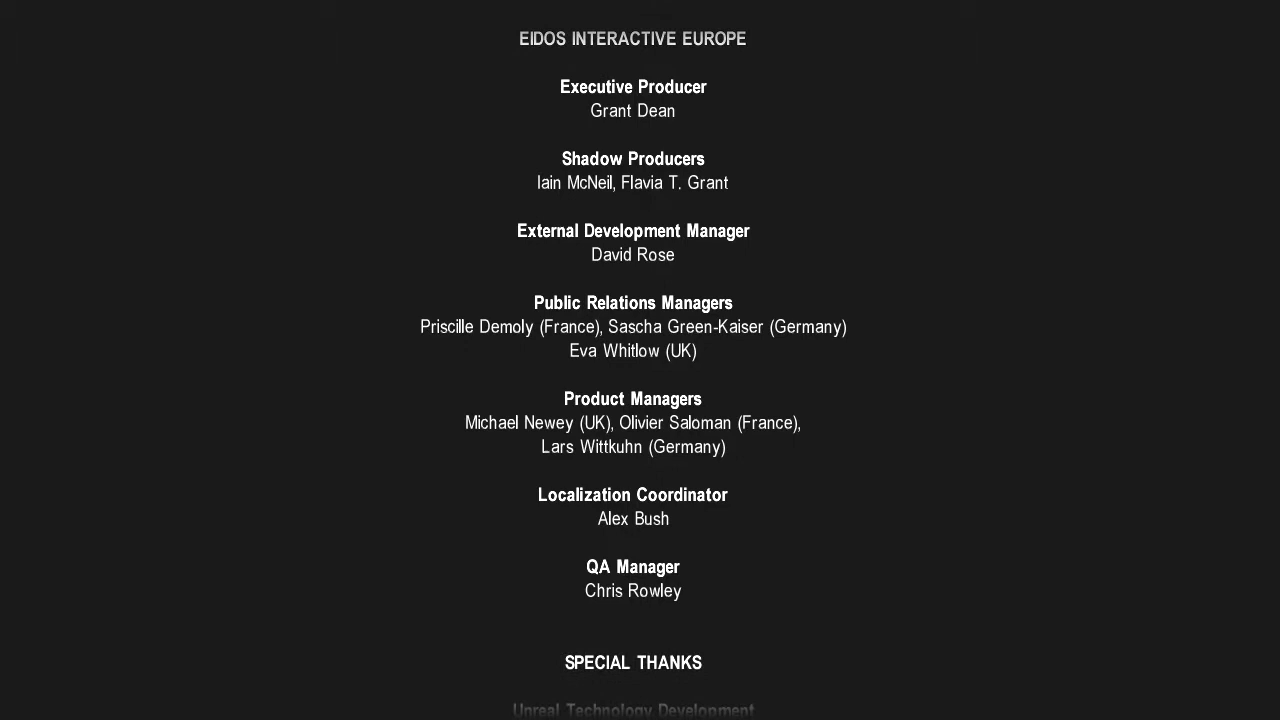 EIDOS INTERACTIVE EUROPE
Executive Producer
Grant Dean
Shadow Producers
Iain McNeil, Flavia T. Grant
External Development Manager
David Rose
Public Relations Managers
Priscille Demoly (France), Sascha Green-Kaiser (Germany)
Eva Whitlow (UK)
Product Managers
Michael Newey (UK), Olivier Saloman (France),
Lars Wittkuhn (Germany)
Localization Coordinator
Alex Bush
QA Manager
Chris Rowley
SPECIAL THANKS
Unreal Technology Development